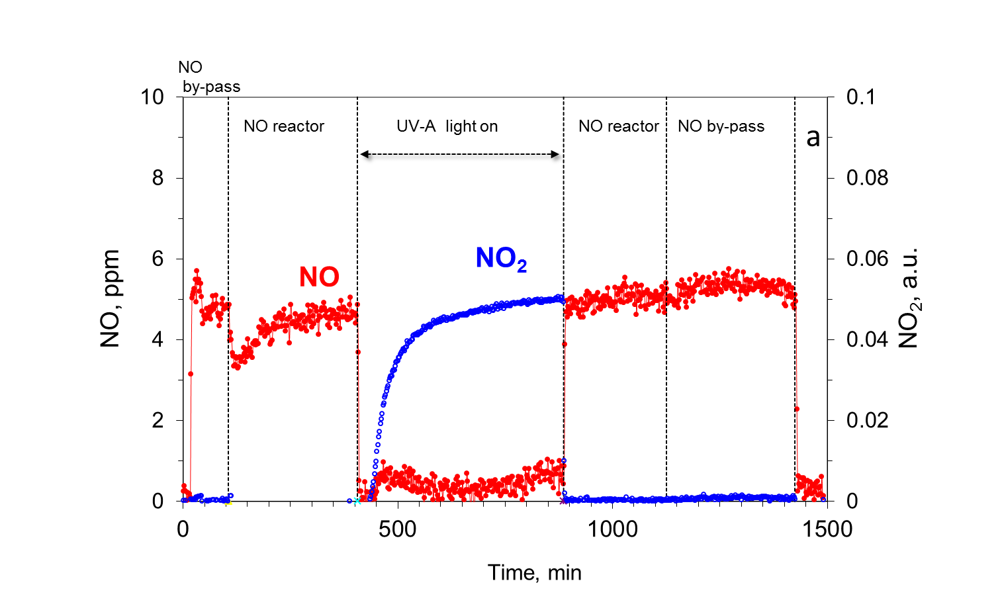 NO
by-pass
10
8
6
4
2
0
NO, ppm
NO reactor
UV-A light on
NO reactor
NO by-pass
a
NO
NO₂
0.1
0.08
0.06
0.04
0.02
0
NO₂, a.u.
0
500
1000
1500
Time, min